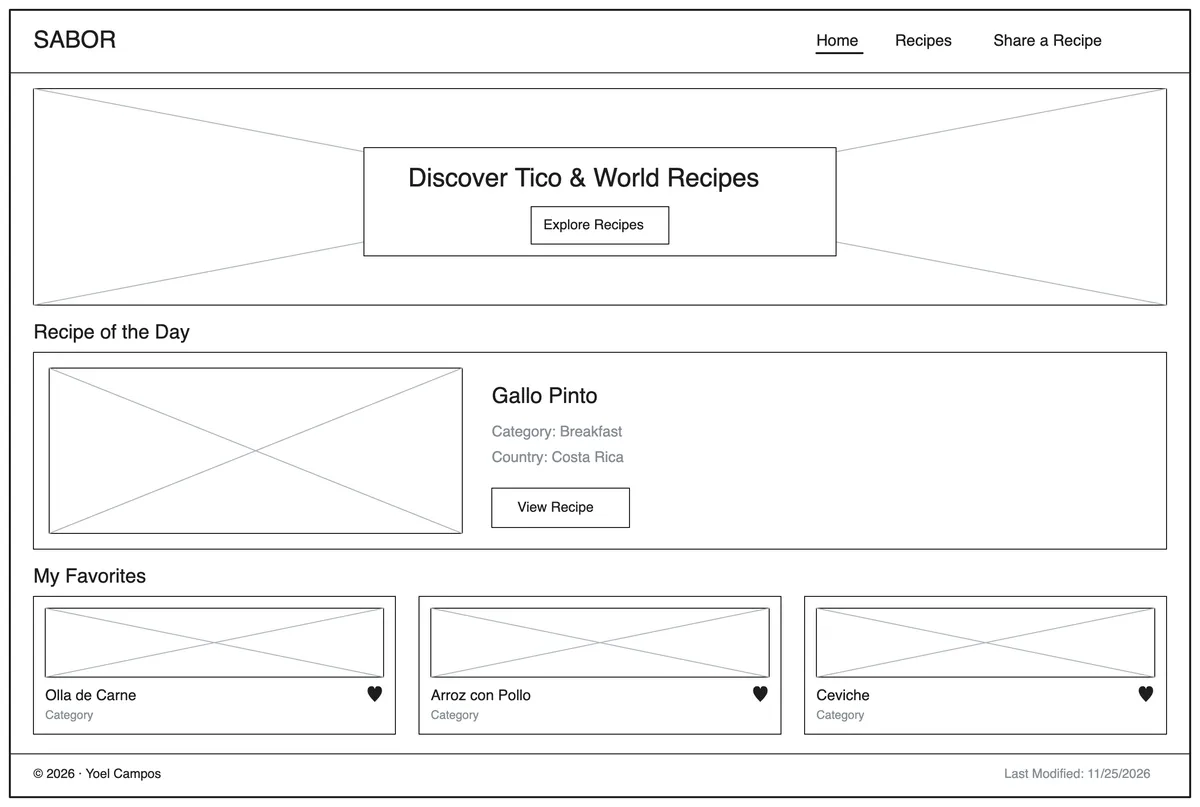 SABOR
Home Recipes Share a Recipe
Discover Tico & World Recipes
Explore Recipes
Recipe of the Day
Gallo Pinto
Category: Breakfast
Country: Costa Rica
View Recipe
My Favorites
Olla de Carne
Category
Arroz con Pollo
Category
Ceviche
Category
© 2026 · Yoel Campos
Last Modified: 11/25/2026